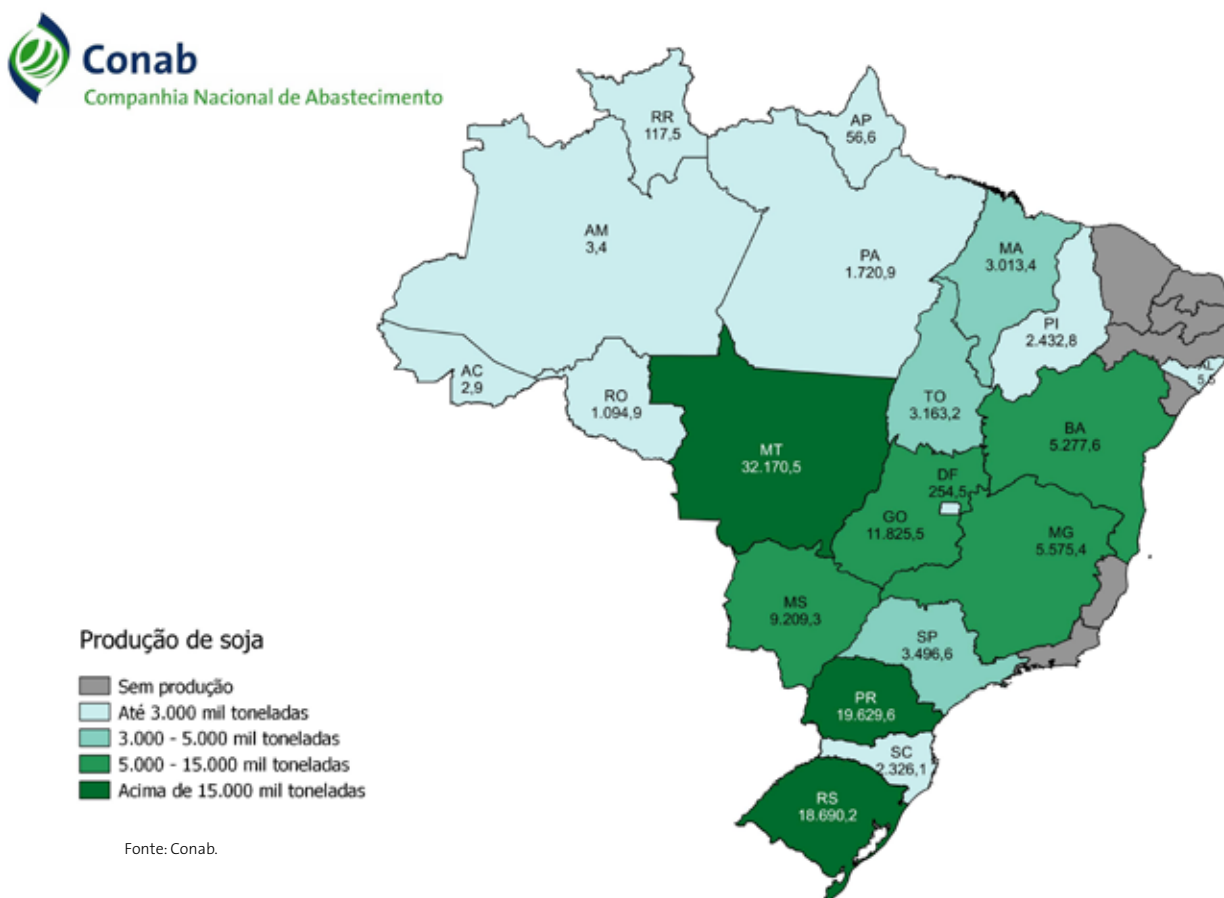 Conab
Companhia Nacional de Abastecimento
RR
117,5
AP
56,6
AM
3,4
PA
1.720,9
MA
3.013,4
PI
2.432,8
AC
2,9
RO
1.094,9
TO
3.163,2
AL
5,5
MT
32.170,5
BA
5.277,6
DF
254,5
GO
11.825,5
MG
5.575,4
MS
9.209,3
SP
3.496,6
PR
19.629,6
SC
2.326,1
RS
18.690,2
Produção de soja
Sem produção
Até 3.000 mil toneladas
3.000 - 5.000 mil toneladas
5.000 - 15.000 mil toneladas
Acima de 15.000 mil toneladas
Fonte: Conab.